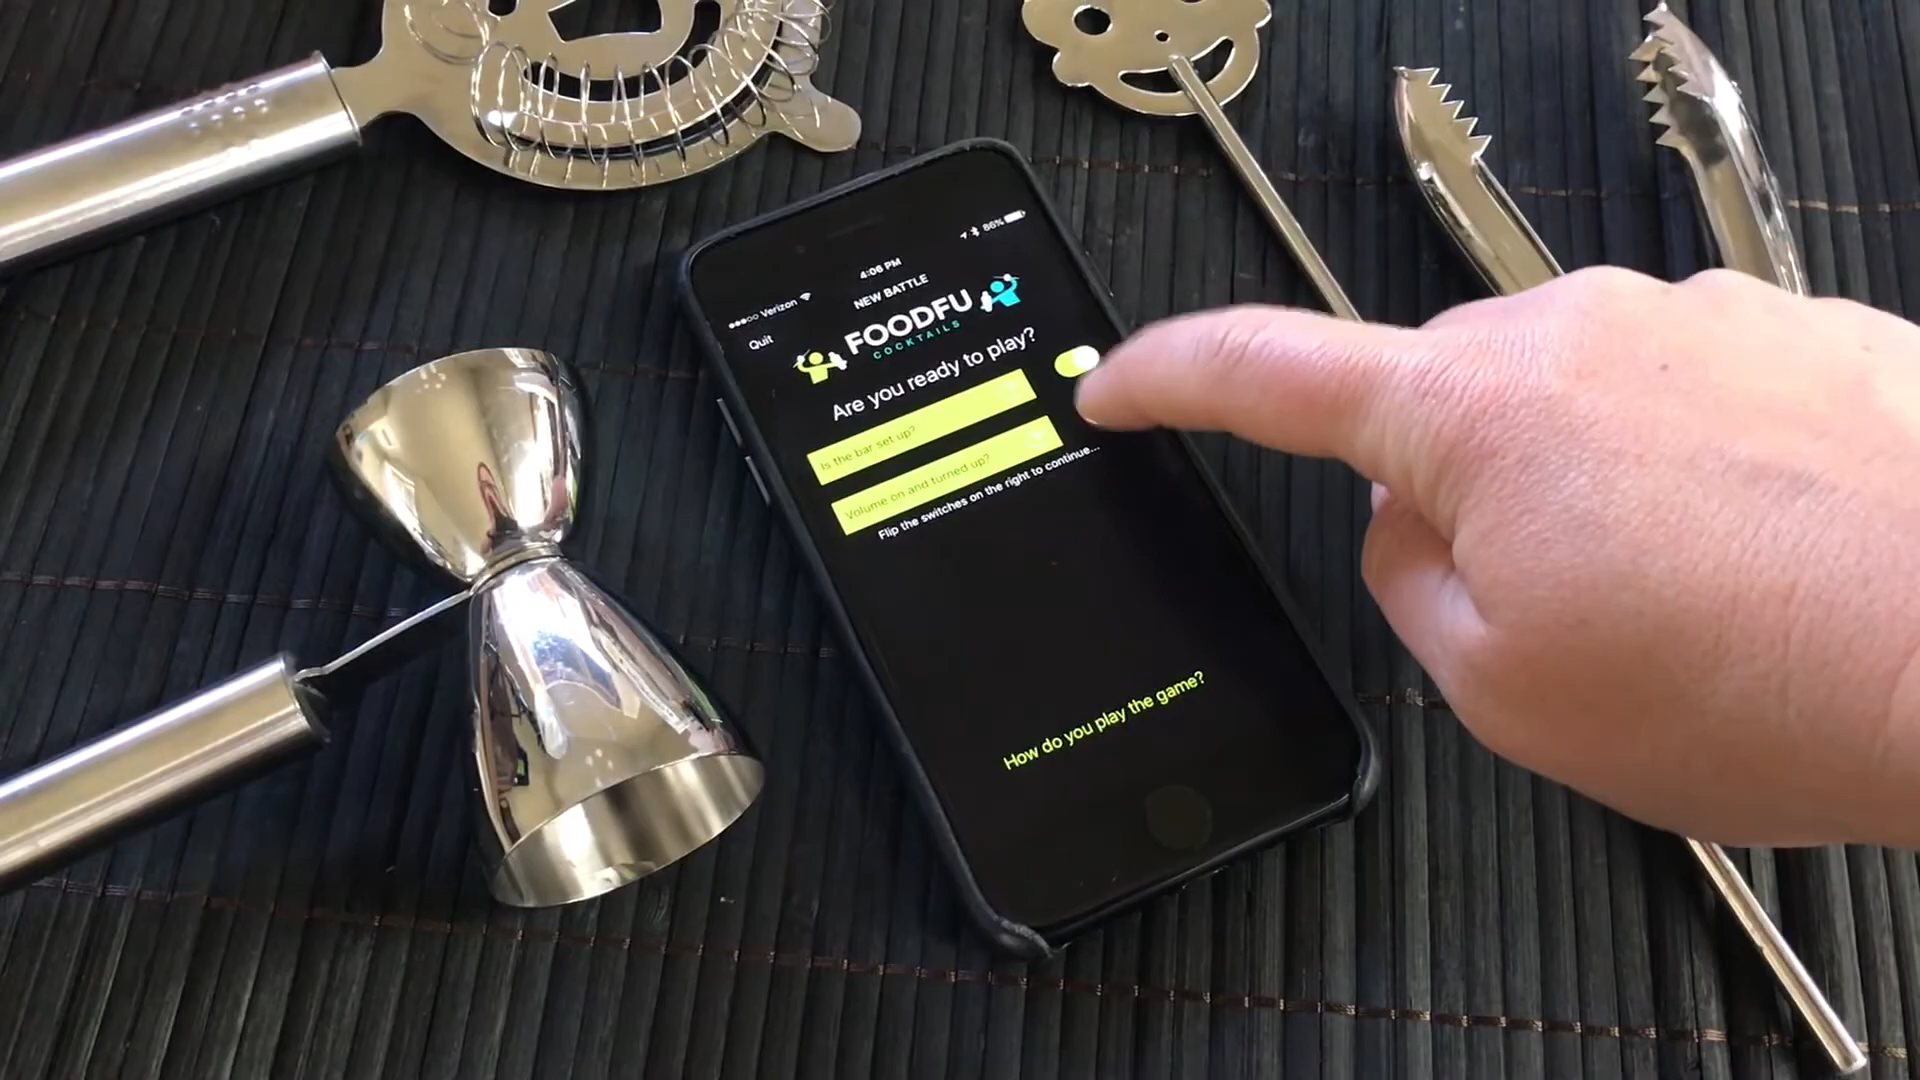 Verizon
4:06 PM
86%
Quit
NEW BATTLE
FOODFU
COCKTAILS
Are you ready to play?
Is the bar set up?
Volume on and turned up?
Flip the switches on the right to continue...
How do you play the game?